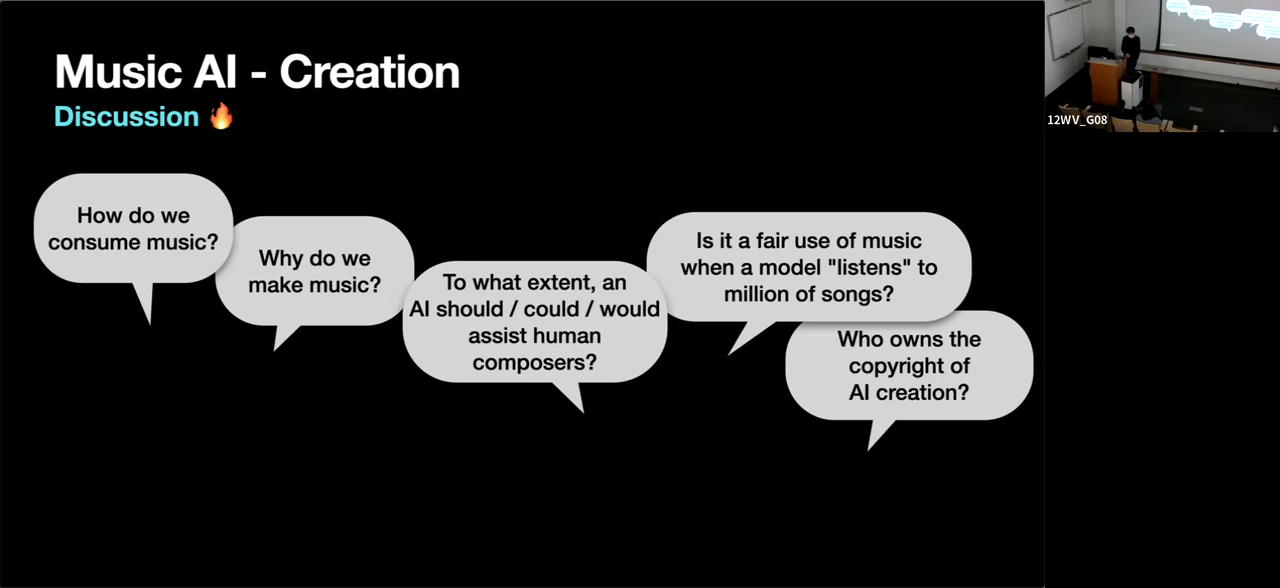 Music AI - Creation
Discussion 🔥
How do we
consume music?
Why do we
make music?
To what extent, an
AI should / could / would
assist human
composers?
Is it a fair use of music
when a model "listens" to
million of songs?
Who owns the
copyright of
AI creation?
12WV_G08